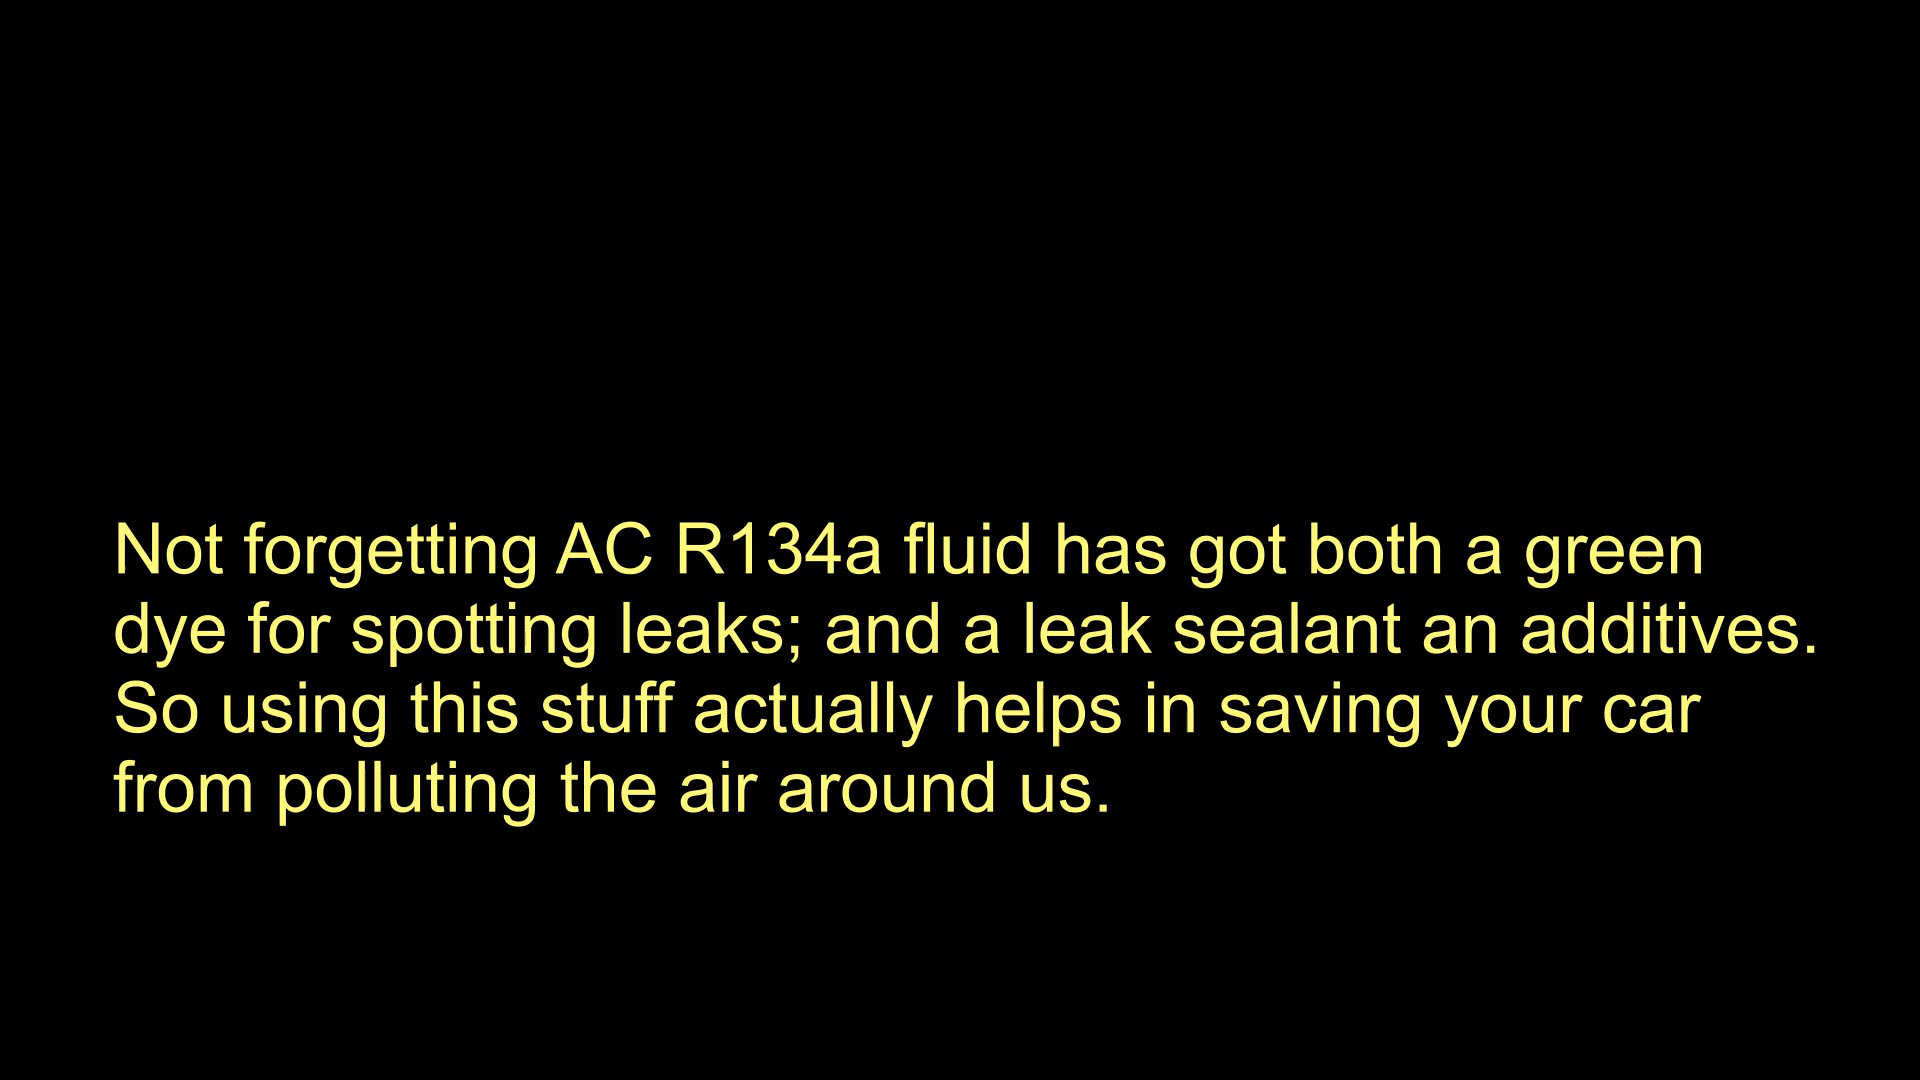 Not forgetting AC R134a fluid has got both a green
dye for spotting leaks; and a leak sealant an additives.
So using this stuff actually helps in saving your car
from polluting the air around us.